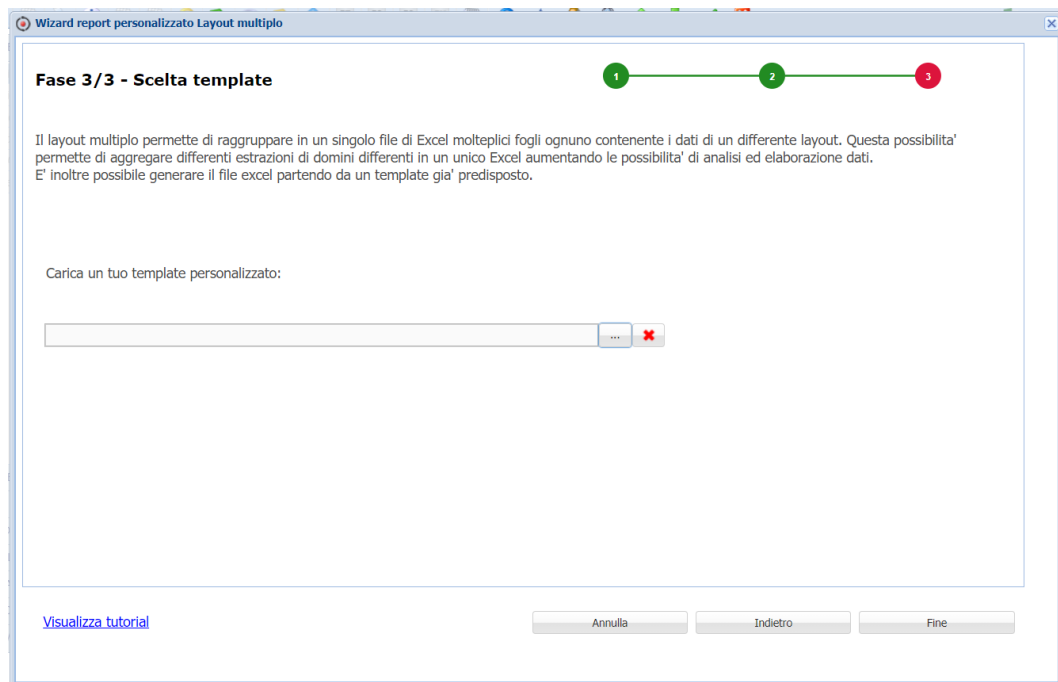 Wizard report personalizzato Layout multiplo
Fase 3/3 - Scelta template
1
2
3
Il layout multiplo permette di raggruppare in un singolo file di Excel molteplici fogli ognuno contenente i dati di un differente layout. Questa possibilita'
permette di aggregare differenti estrazioni di domini differenti in un unico Excel aumentando le possibilita' di analisi ed elaborazione dati.
E' inoltre possibile generare il file excel partendo da un template gia' predisposto.
Carica un tuo template personalizzato:
...
Visualizza tutorial
Annulla
Indietro
Fine